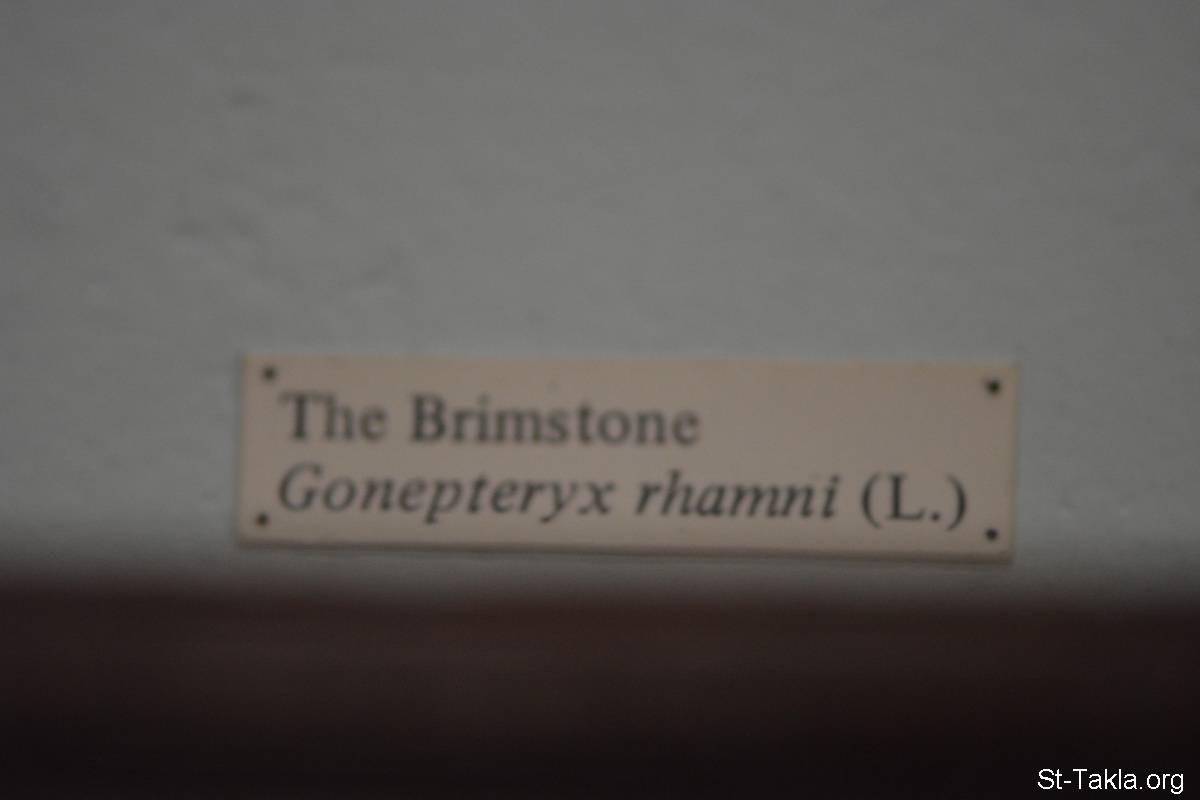 The Brimstone
Gonepteryx rhamni (L.)
St-Takla.org